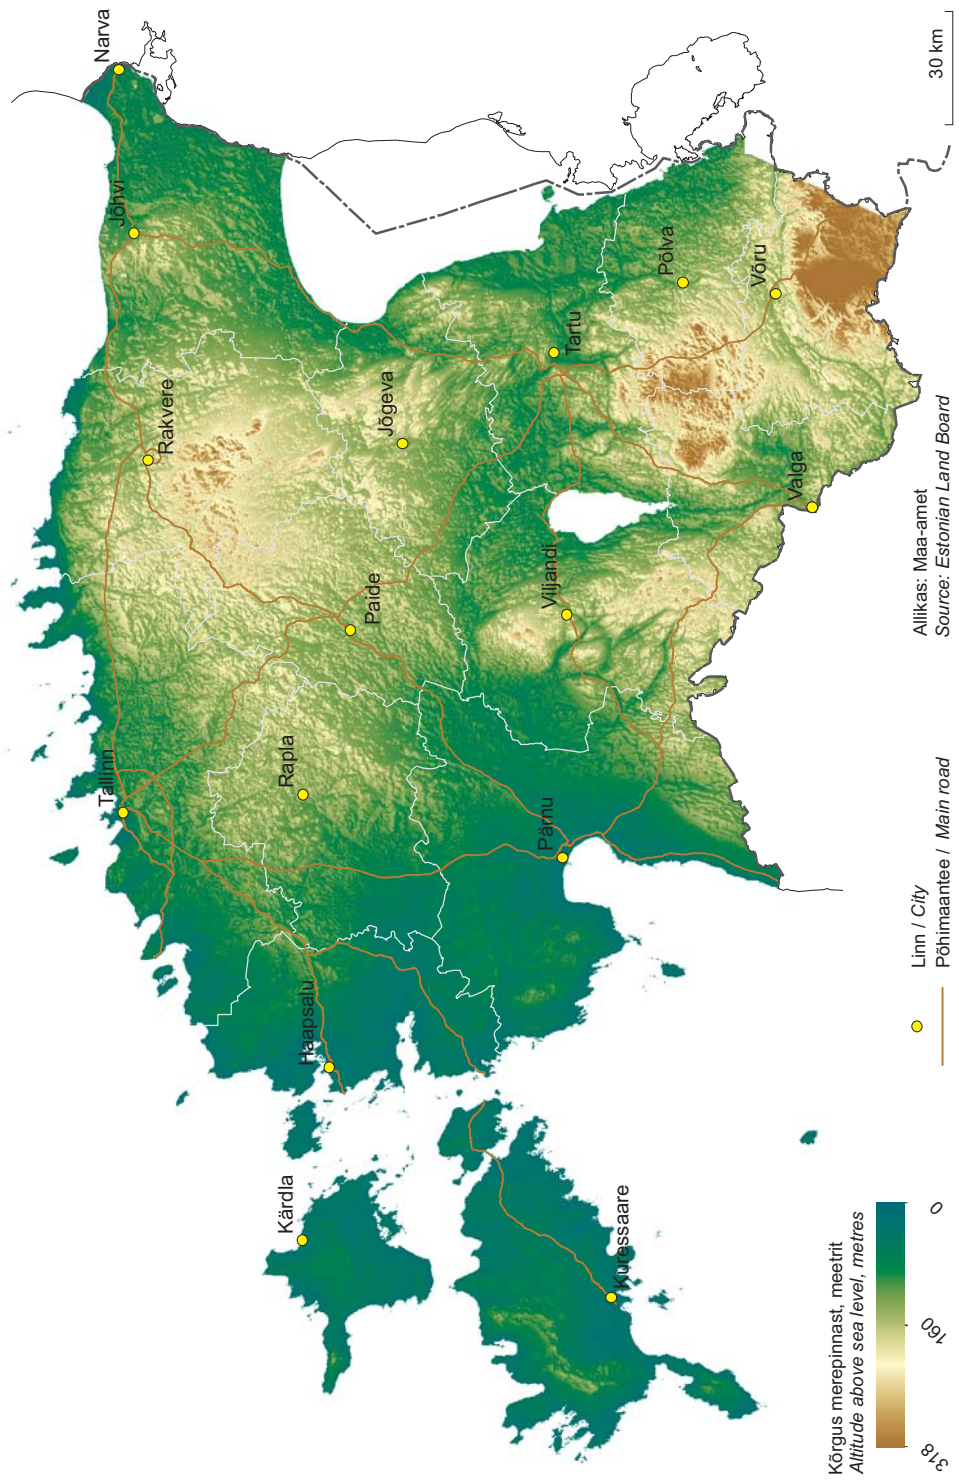 Narva
Jõhvi
Rakvere
Tallinn
Haapsalu
Kärdla
Rapla
Paide
Jõgeva
Tartu
Põlva
Võru
Valga
Viljandi
Pärnu
Kuressaare
Kõrgus merepinnast, meetrit
Altitude above sea level, metres
318 160 0
Linn / City
Põhimaantee / Main road
Allikas: Maa-amet
Source: Estonian Land Board
30 km